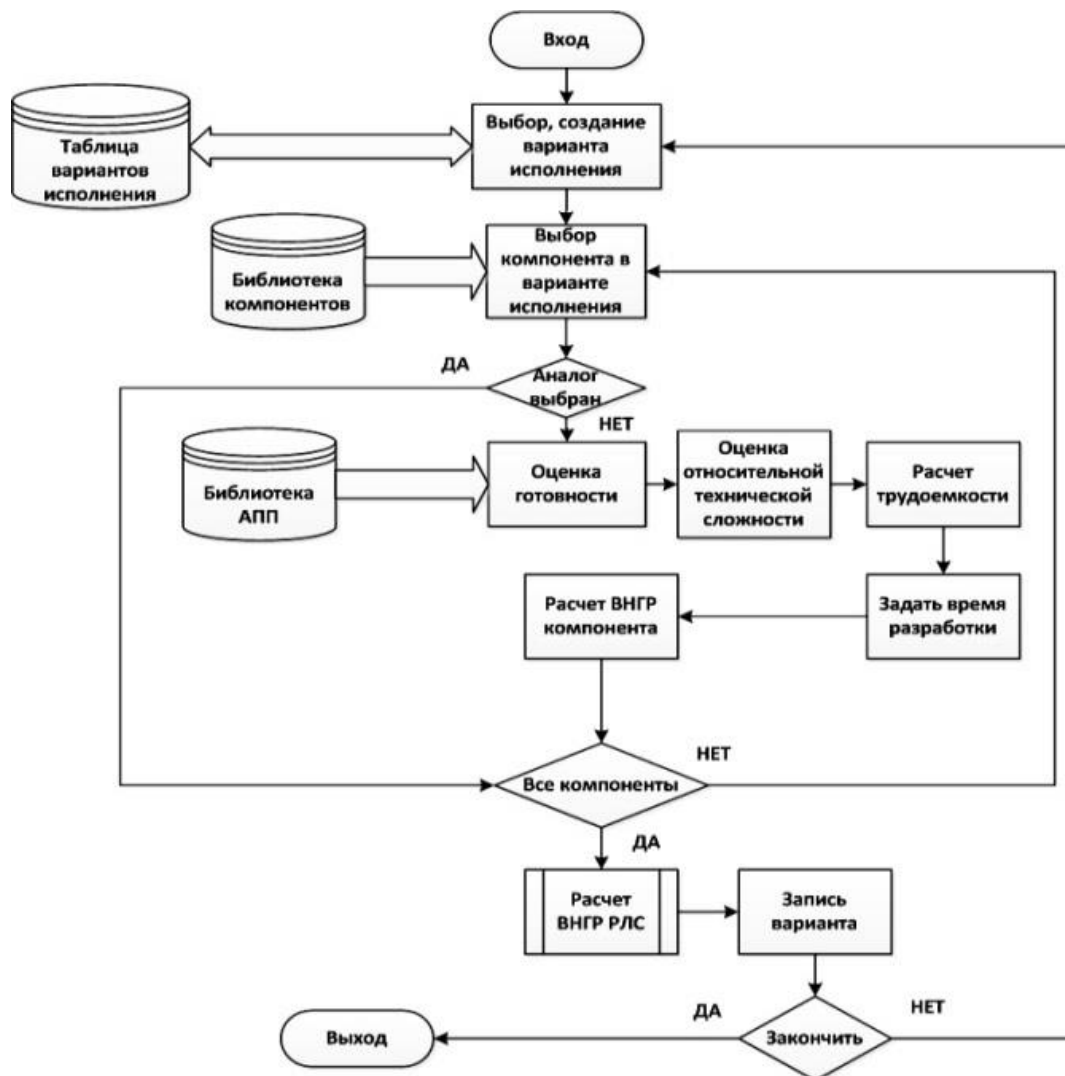 Вход
Таблица
вариантов
исполнения
Выбор, создание
варианта
исполнения
Библиотека
компонентов
Выбор
компонента в
варианте
исполнения
ДА
Аналог
выбран
НЕТ
Библиотека
АПП
Оценка
готовности
Оценка
относительной
технической
сложности
Расчет
трудоемкости
Расчет ВНГР
компонента
Задать время
разработки
Все компоненты
НЕТ
ДА
Расчет
ВНГР РЛС
Запись
варианта
Выход
ДА
Закончить
НЕТ